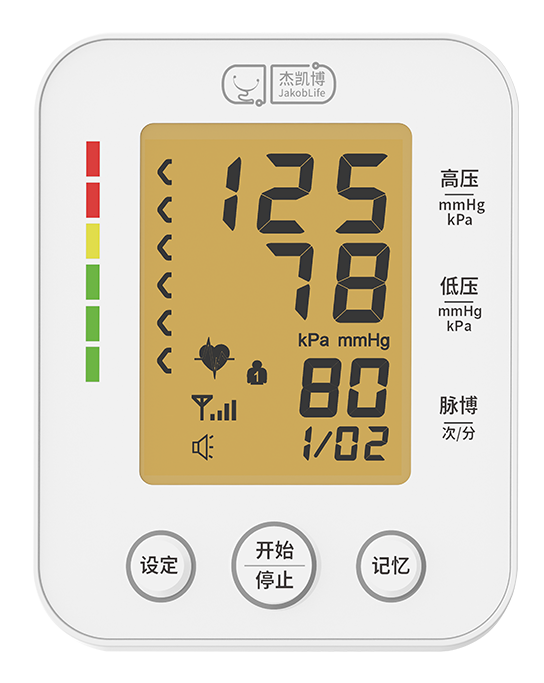 杰凯博
JakobLife
125
高压
mmHg
kPa
78
低压
mmHg
kPa
kPa mmHg
1
80
脉博
次/分
1/02
设定
开始
停止
记忆